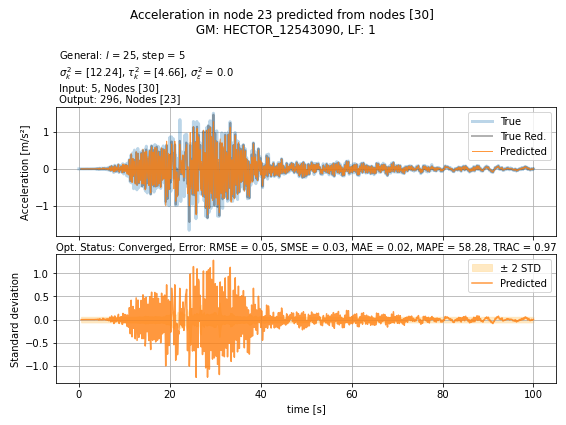 Acceleration in node 23 predicted from nodes [30]
GM: HECTOR_12543090, LF: 1
General: l = 25, step = 5
σ²ₖ = [12.24], τ²ₖ = [4.66], σ²ε = 0.0
Input: 5, Nodes [30]
Output: 296, Nodes [23]
Acceleration [m/s²]
1
0
−1
True
True Red.
Predicted
Opt. Status: Converged, Error: RMSE = 0.05, SMSE = 0.03, MAE = 0.02, MAPE = 58.28, TRAC = 0.97
Standard deviation
1.0
0.5
0.0
−0.5
−1.0
± 2 STD
Predicted
0 20 40 60 80 100
time [s]